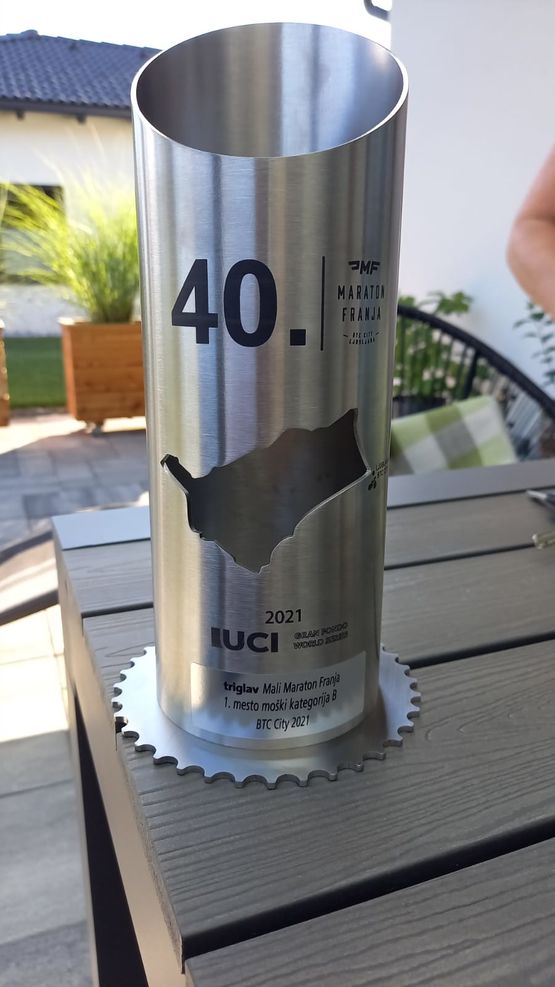 40.
MF
MARATON
FRANJA
BTC CITY
LJUBLJANA
2021
UCI GRAN FONDO
WORLD SERIES
triglav Mali Maraton Franja
1. mesto moški kategorija B
BTC City 2021